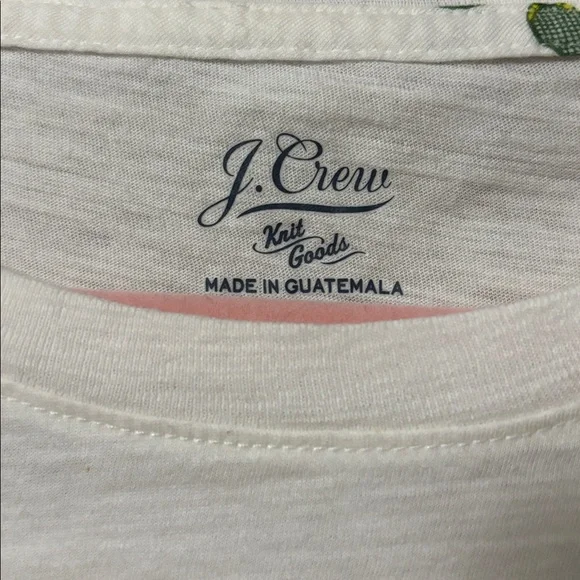 J.Crew
Knit
Goods
MADE IN GUATEMALA